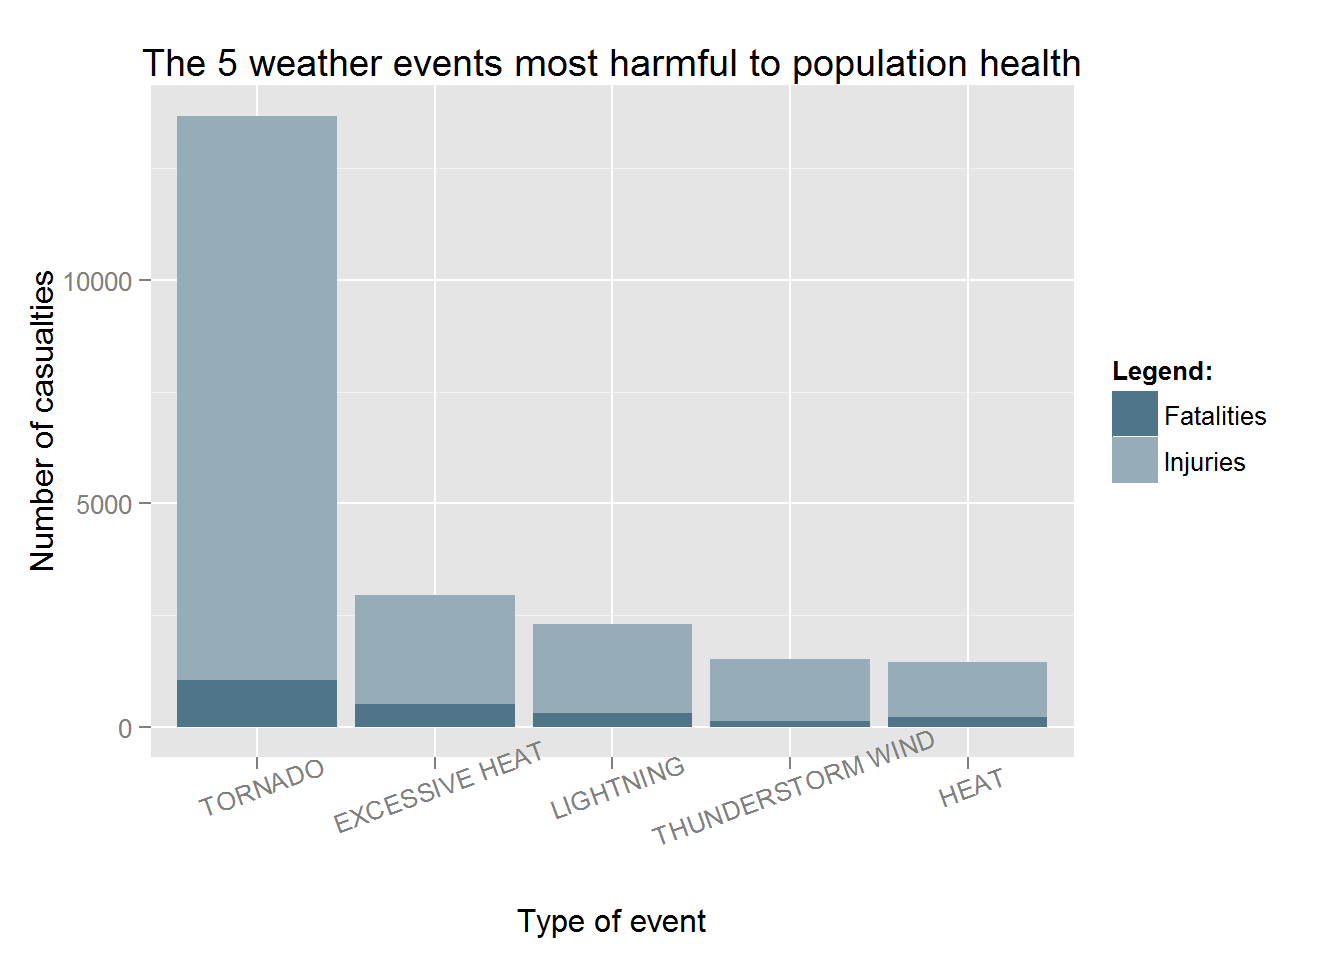 The 5 weather events most harmful to population health
Number of casualties
10000
5000
0
TORNADO
EXCESSIVE HEAT
LIGHTNING
THUNDERSTORM WIND
HEAT
Type of event
Legend:
Fatalities
Injuries